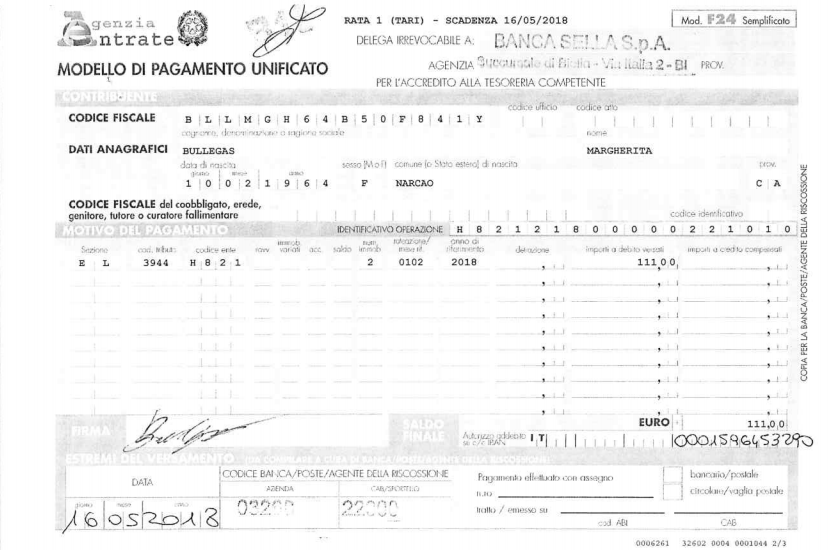 Agenzia Entrate
RATA 1 (TARI) - SCADENZA 16/05/2018
Mod. F24 Semplificato
DELEGA IRREVOCABILE A: BANCA SELLA S.p.A.
MODELLO DI PAGAMENTO UNIFICATO
AGENZIA Succursale di Biella - Via Italia 2 - BI PROV.
PER L'ACCREDITO ALLA TESORERIA COMPETENTE
CONTRIBUENTE
codice ufficio codice atto
CODICE FISCALE B L L M G H 6 4 B 5 0 F 8 4 1 Y
cognome, denominazione o ragione sociale nome
DATI ANAGRAFICI BULLEGAS MARGHERITA
data di nascita sesso (M o F) comune (o Stato estero) di nascita prov.
giorno mese anno
1 0 0 2 1 9 6 4 F NARCAO C A
CODICE FISCALE del coobbligato, erede,
genitore, tutore o curatore fallimentare codice identificativo
MOTIVO DEL PAGAMENTO IDENTIFICATIVO OPERAZIONE H 8 2 1 2 1 8 0 0 0 0 0 2 2 1 0 1 0
Sezione cod. tributo codice ente ravv. immob. variati acc. saldo num. immob. rateazione/mese rif. anno di riferimento detrazione importi a debito versati importi a credito compensati
E L 3944 H 8 2 1 2 0102 2018 111,00
EURO + 111,00
FIRMA SALDO FINALE Autorizzo addebito su c/c IBAN I T 0001596453290
ESTREMI DEL VERSAMENTO (DA COMPILARE A CURA DI BANCA/POSTE/AGENTE DELLA RISCOSSIONE)
DATA CODICE BANCA/POSTE/AGENTE DELLA RISCOSSIONE Pagamento effettuato con assegno bancario/postale
AZIENDA CAB/SPORTELLO n.ro circolare/vaglia postale
giorno mese anno
16 05 2018 03268 22300 tratto / emesso su
cod. ABI CAB
0006261 32602 0004 0001044 2/3
COPIA PER LA BANCA/POSTE/AGENTE DELLA RISCOSSIONE